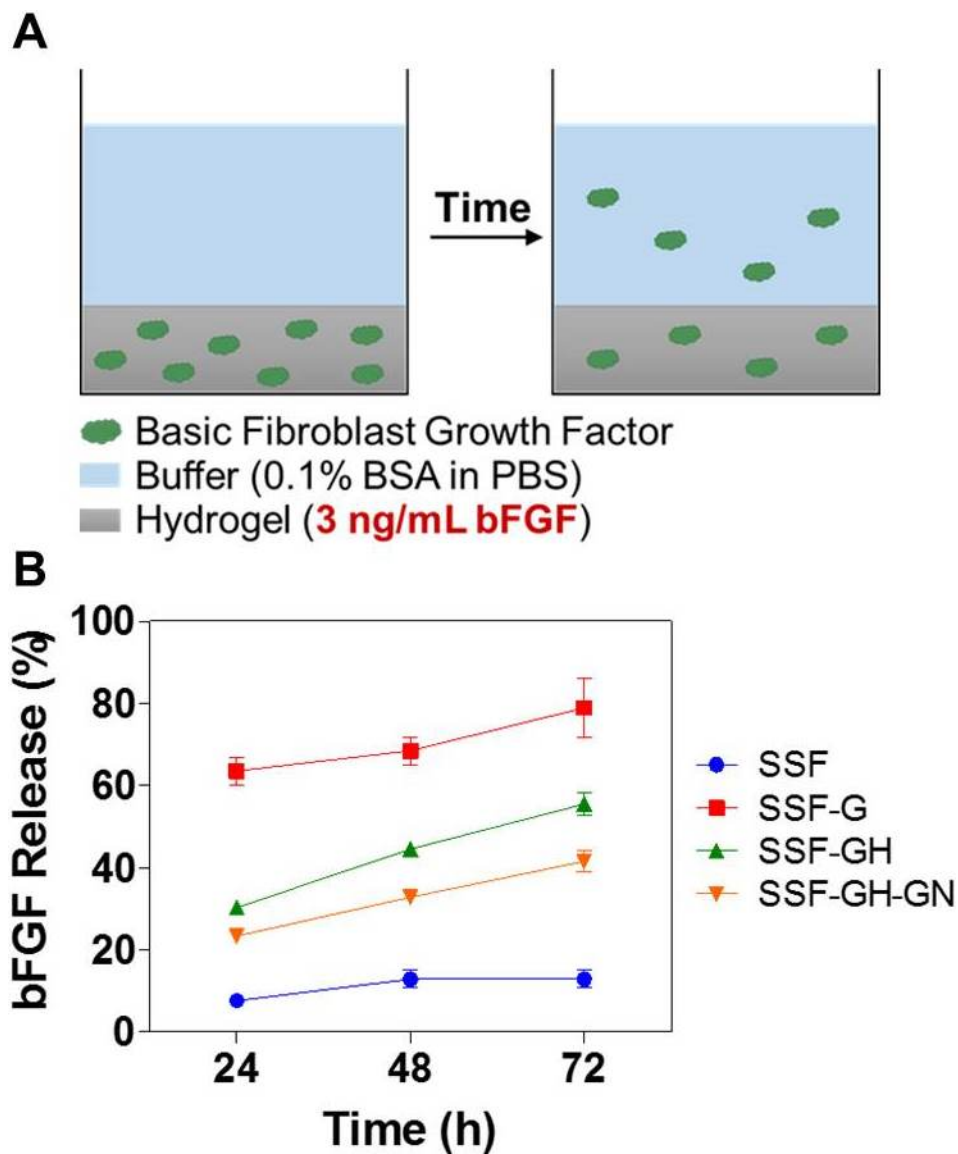 A
Time
Basic Fibroblast Growth Factor
Buffer (0.1% BSA in PBS)
Hydrogel (3 ng/mL bFGF)
B
bFGF Release (%)
100
80
60
40
20
0
24 48 72
Time (h)
SSF
SSF-G
SSF-GH
SSF-GH-GN